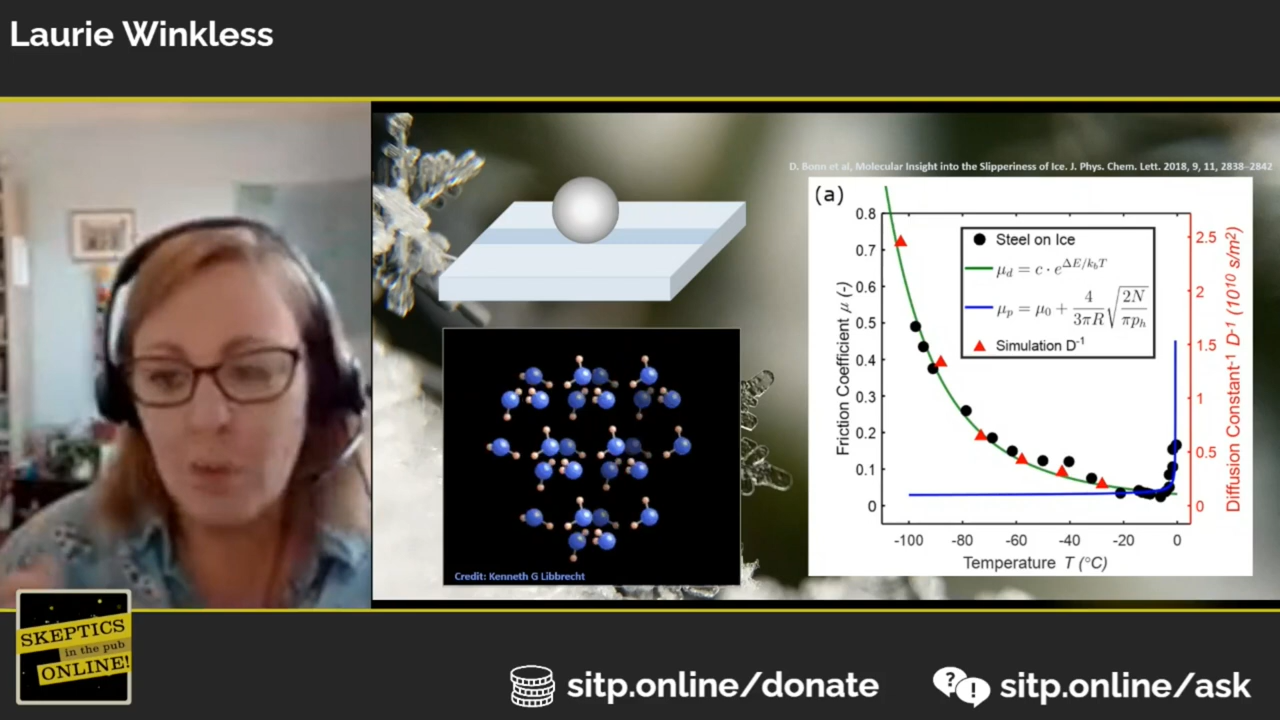 Laurie Winkless
D. Bonn et al, Molecular Insight into the Slipperiness of Ice. J. Phys. Chem. Lett. 2018, 9, 11, 2838–2842
(a)
Steel on Ice
μd = c · e^ΔE/kbT
μp = μ0 + 4/3πR √2N/πph
Simulation D⁻¹
Friction Coefficient μ (-)
0.8
0.7
0.6
0.5
0.4
0.3
0.2
0.1
0
2.5
2
1.5
1
0.5
0
Diffusion Constant⁻¹ D⁻¹ (10¹⁰ s/m²)
-100 -80 -60 -40 -20 0
Temperature T (°C)
Credit: Kenneth G Libbrecht
SKEPTICS
in the pub
ONLINE!
sitp.online/donate
? !
sitp.online/ask